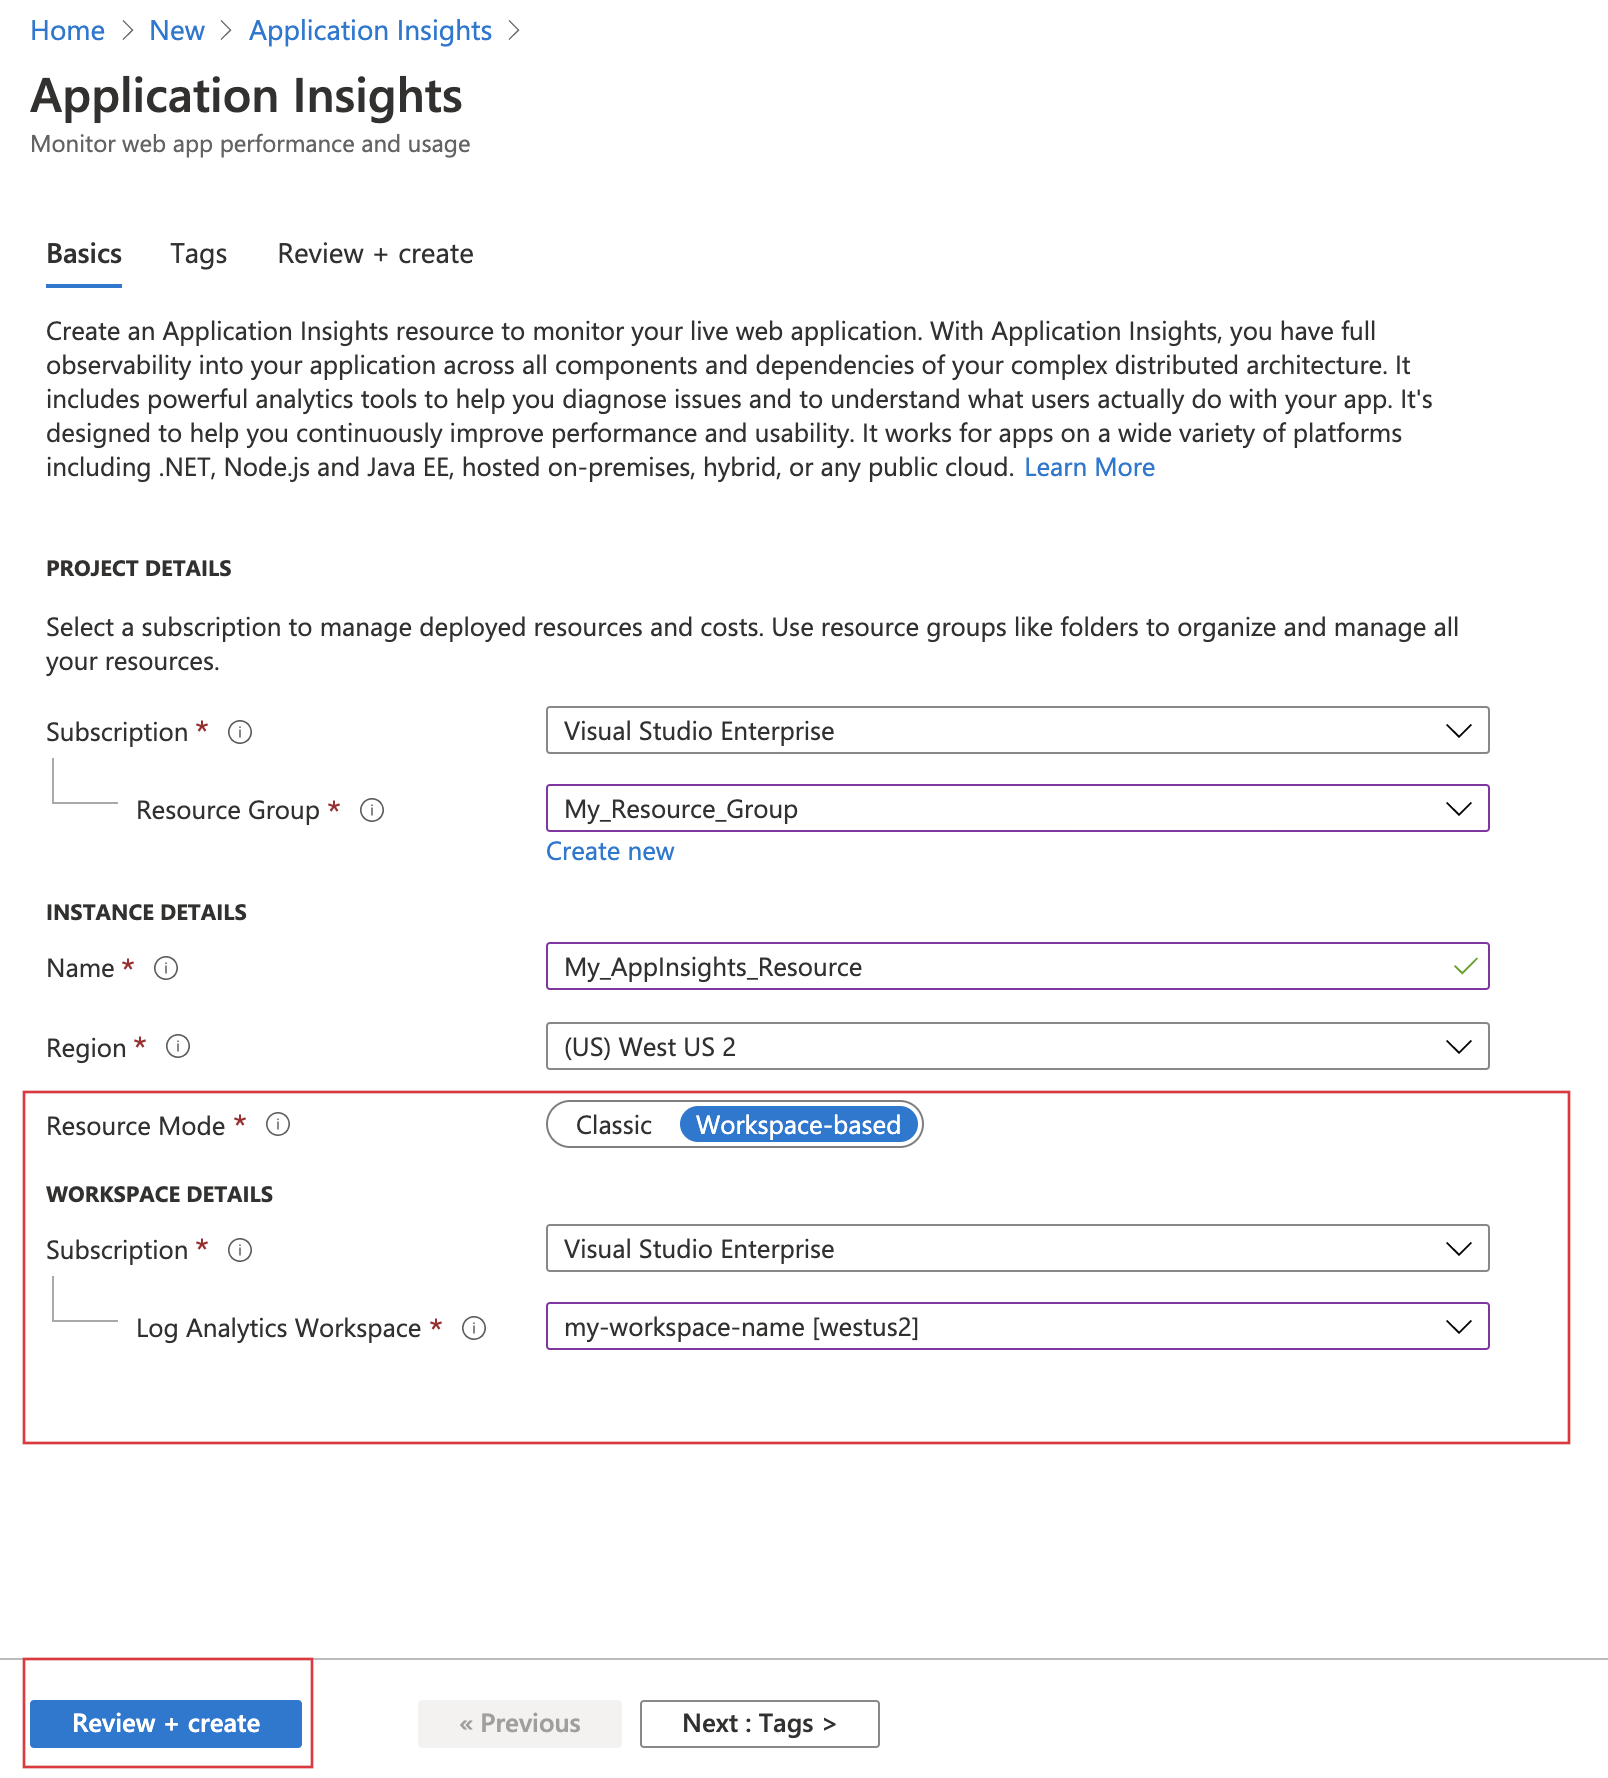 Home > New > Application Insights >
Application Insights
Monitor web app performance and usage
Basics Tags Review + create
Create an Application Insights resource to monitor your live web application. With Application Insights, you have full
observability into your application across all components and dependencies of your complex distributed architecture. It
includes powerful analytics tools to help you diagnose issues and to understand what users actually do with your app. It's
designed to help you continuously improve performance and usability. It works for apps on a wide variety of platforms
including .NET, Node.js and Java EE, hosted on-premises, hybrid, or any public cloud. Learn More
PROJECT DETAILS
Select a subscription to manage deployed resources and costs. Use resource groups like folders to organize and manage all
your resources.
Subscription * Visual Studio Enterprise
Resource Group * My_Resource_Group
Create new
INSTANCE DETAILS
Name * My_AppInsights_Resource
Region * (US) West US 2
Resource Mode * Classic Workspace-based
WORKSPACE DETAILS
Subscription * Visual Studio Enterprise
Log Analytics Workspace * my-workspace-name [westus2]
Review + create « Previous Next : Tags >